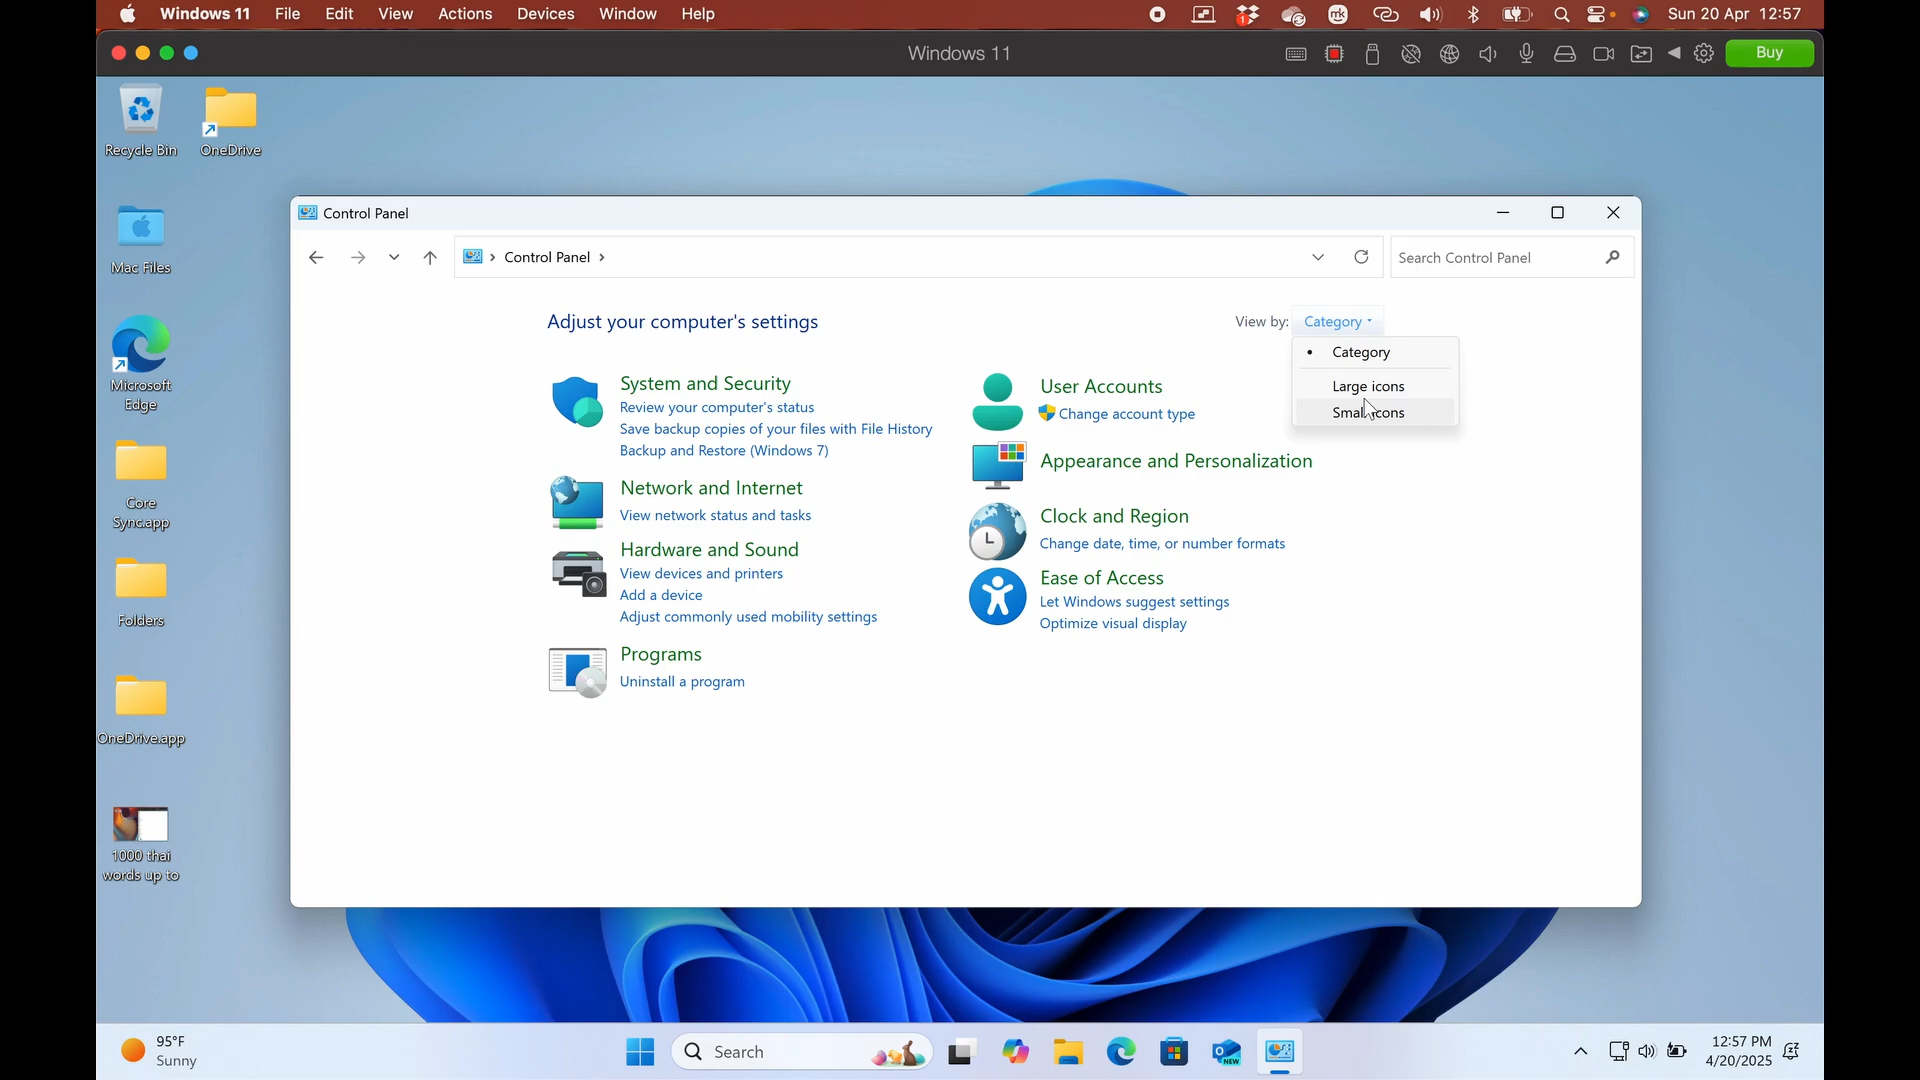 Windows 11 File Edit View Actions Devices Window Help Sun 20 Apr 12:57
Windows 11 Buy
Recycle Bin
OneDrive
Mac Files
Microsoft
Edge
Core
Sync.app
Folders
OneDrive.app
1000 thai
words up to
Control Panel
Control Panel
Search Control Panel
Adjust your computer's settings
View by: Category
Category
Large icons
Small icons
System and Security
Review your computer's status
Save backup copies of your files with File History
Backup and Restore (Windows 7)
Network and Internet
View network status and tasks
Hardware and Sound
View devices and printers
Add a device
Adjust commonly used mobility settings
Programs
Uninstall a program
User Accounts
Change account type
Appearance and Personalization
Clock and Region
Change date, time, or number formats
Ease of Access
Let Windows suggest settings
Optimize visual display
95°F
Sunny
Search
12:57 PM
4/20/2025